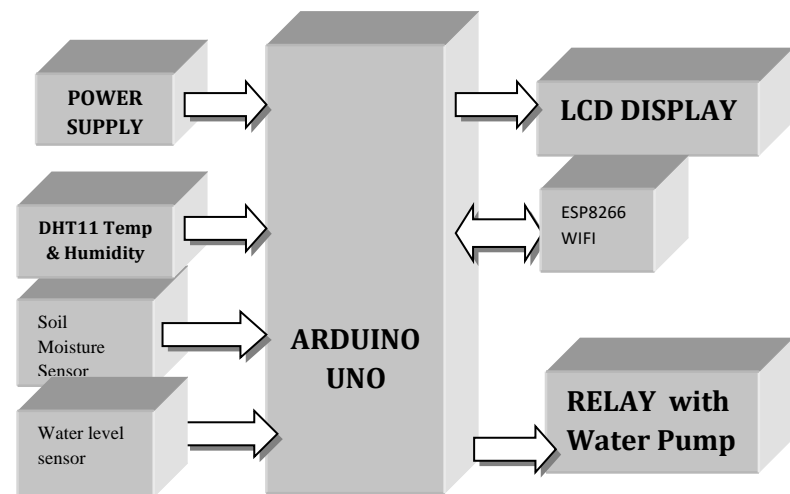 POWER
SUPPLY
DHT11 Temp
& Humidity
Soil
Moisture
Sensor
Water level
sensor
ARDUINO
UNO
LCD DISPLAY
ESP8266
WIFI
RELAY with
Water Pump